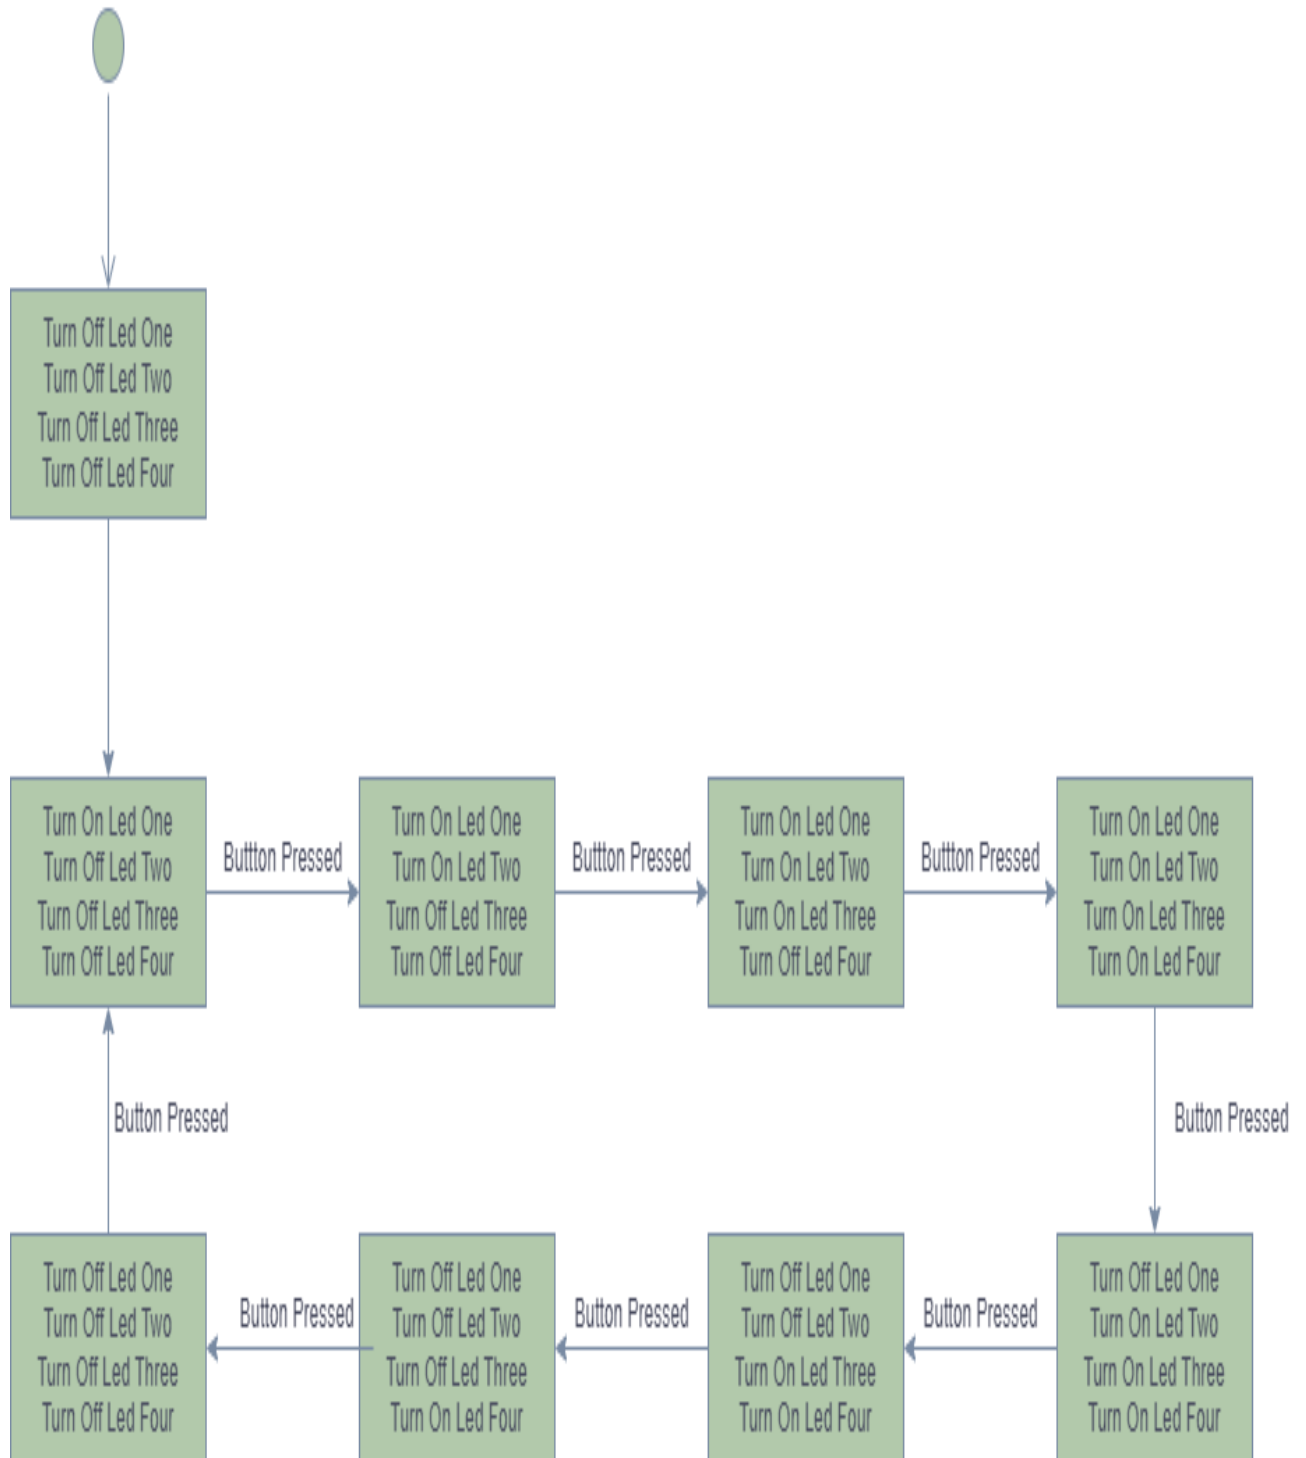 Turn Off Led One
Turn Off Led Two
Turn Off Led Three
Turn Off Led Four
Turn On Led One
Turn Off Led Two
Turn Off Led Three
Turn Off Led Four
Buttton Pressed
Turn On Led One
Turn On Led Two
Turn Off Led Three
Turn Off Led Four
Buttton Pressed
Turn On Led One
Turn On Led Two
Turn On Led Three
Turn Off Led Four
Buttton Pressed
Turn On Led One
Turn On Led Two
Turn On Led Three
Turn On Led Four
Button Pressed
Button Pressed
Turn Off Led One
Turn Off Led Two
Turn Off Led Three
Turn Off Led Four
Button Pressed
Turn Off Led One
Turn Off Led Two
Turn Off Led Three
Turn On Led Four
Button Pressed
Turn Off Led One
Turn Off Led Two
Turn On Led Three
Turn On Led Four
Button Pressed
Turn Off Led One
Turn On Led Two
Turn On Led Three
Turn On Led Four